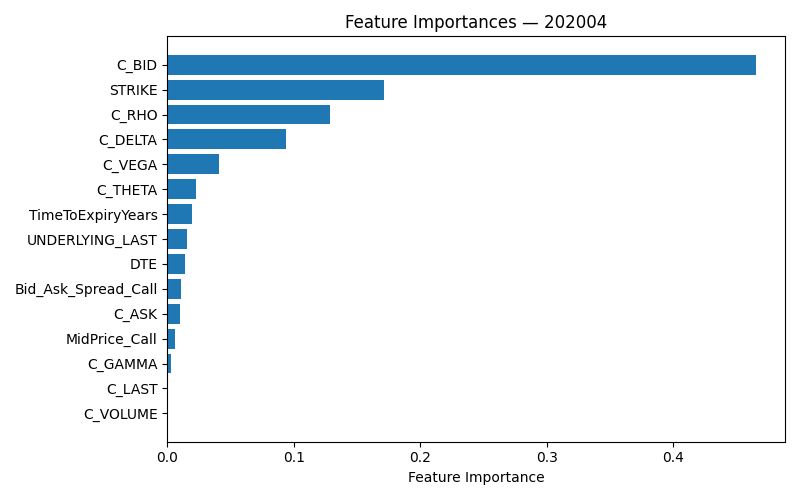 Feature Importances — 202004
C_BID
STRIKE
C_RHO
C_DELTA
C_VEGA
C_THETA
TimeToExpiryYears
UNDERLYING_LAST
DTE
Bid_Ask_Spread_Call
C_ASK
MidPrice_Call
C_GAMMA
C_LAST
C_VOLUME
0.0 0.1 0.2 0.3 0.4
Feature Importance